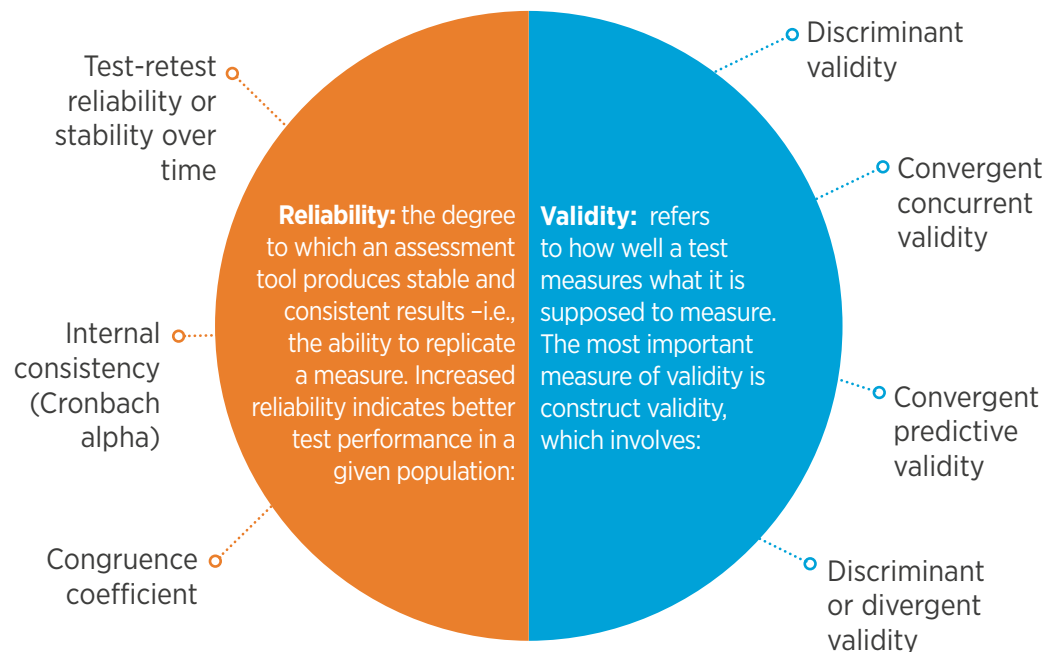 Test-retest
reliability or
stability over
time
Internal
consistency
(Cronbach
alpha)
Congruence
coefficient
Reliability: the degree
to which an assessment
tool produces stable and
consistent results –i.e.,
the ability to replicate
a measure. Increased
reliability indicates better
test performance in a
given population:
Validity: refers
to how well a test
measures what it is
supposed to measure.
The most important
measure of validity is
construct validity,
which involves:
Discriminant
validity
Convergent
concurrent
validity
Convergent
predictive
validity
Discriminant
or divergent
validity